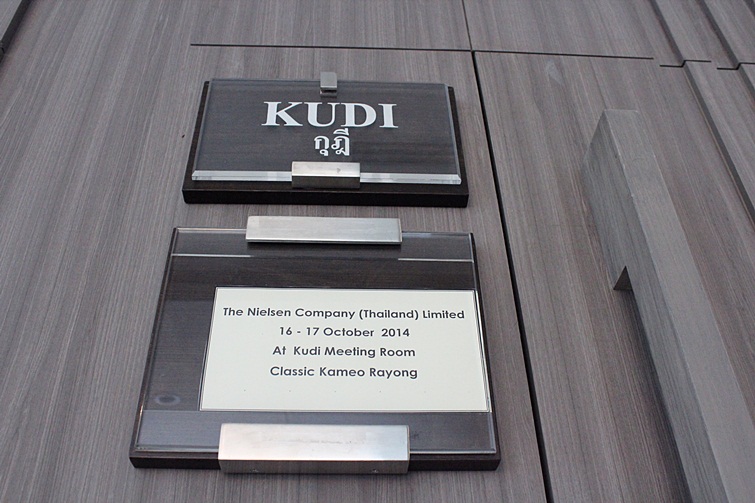 KUDI
กุฎี
The Nielsen Company (Thailand) Limited
16 - 17 October 2014
At Kudi Meeting Room
Classic Kameo Rayong